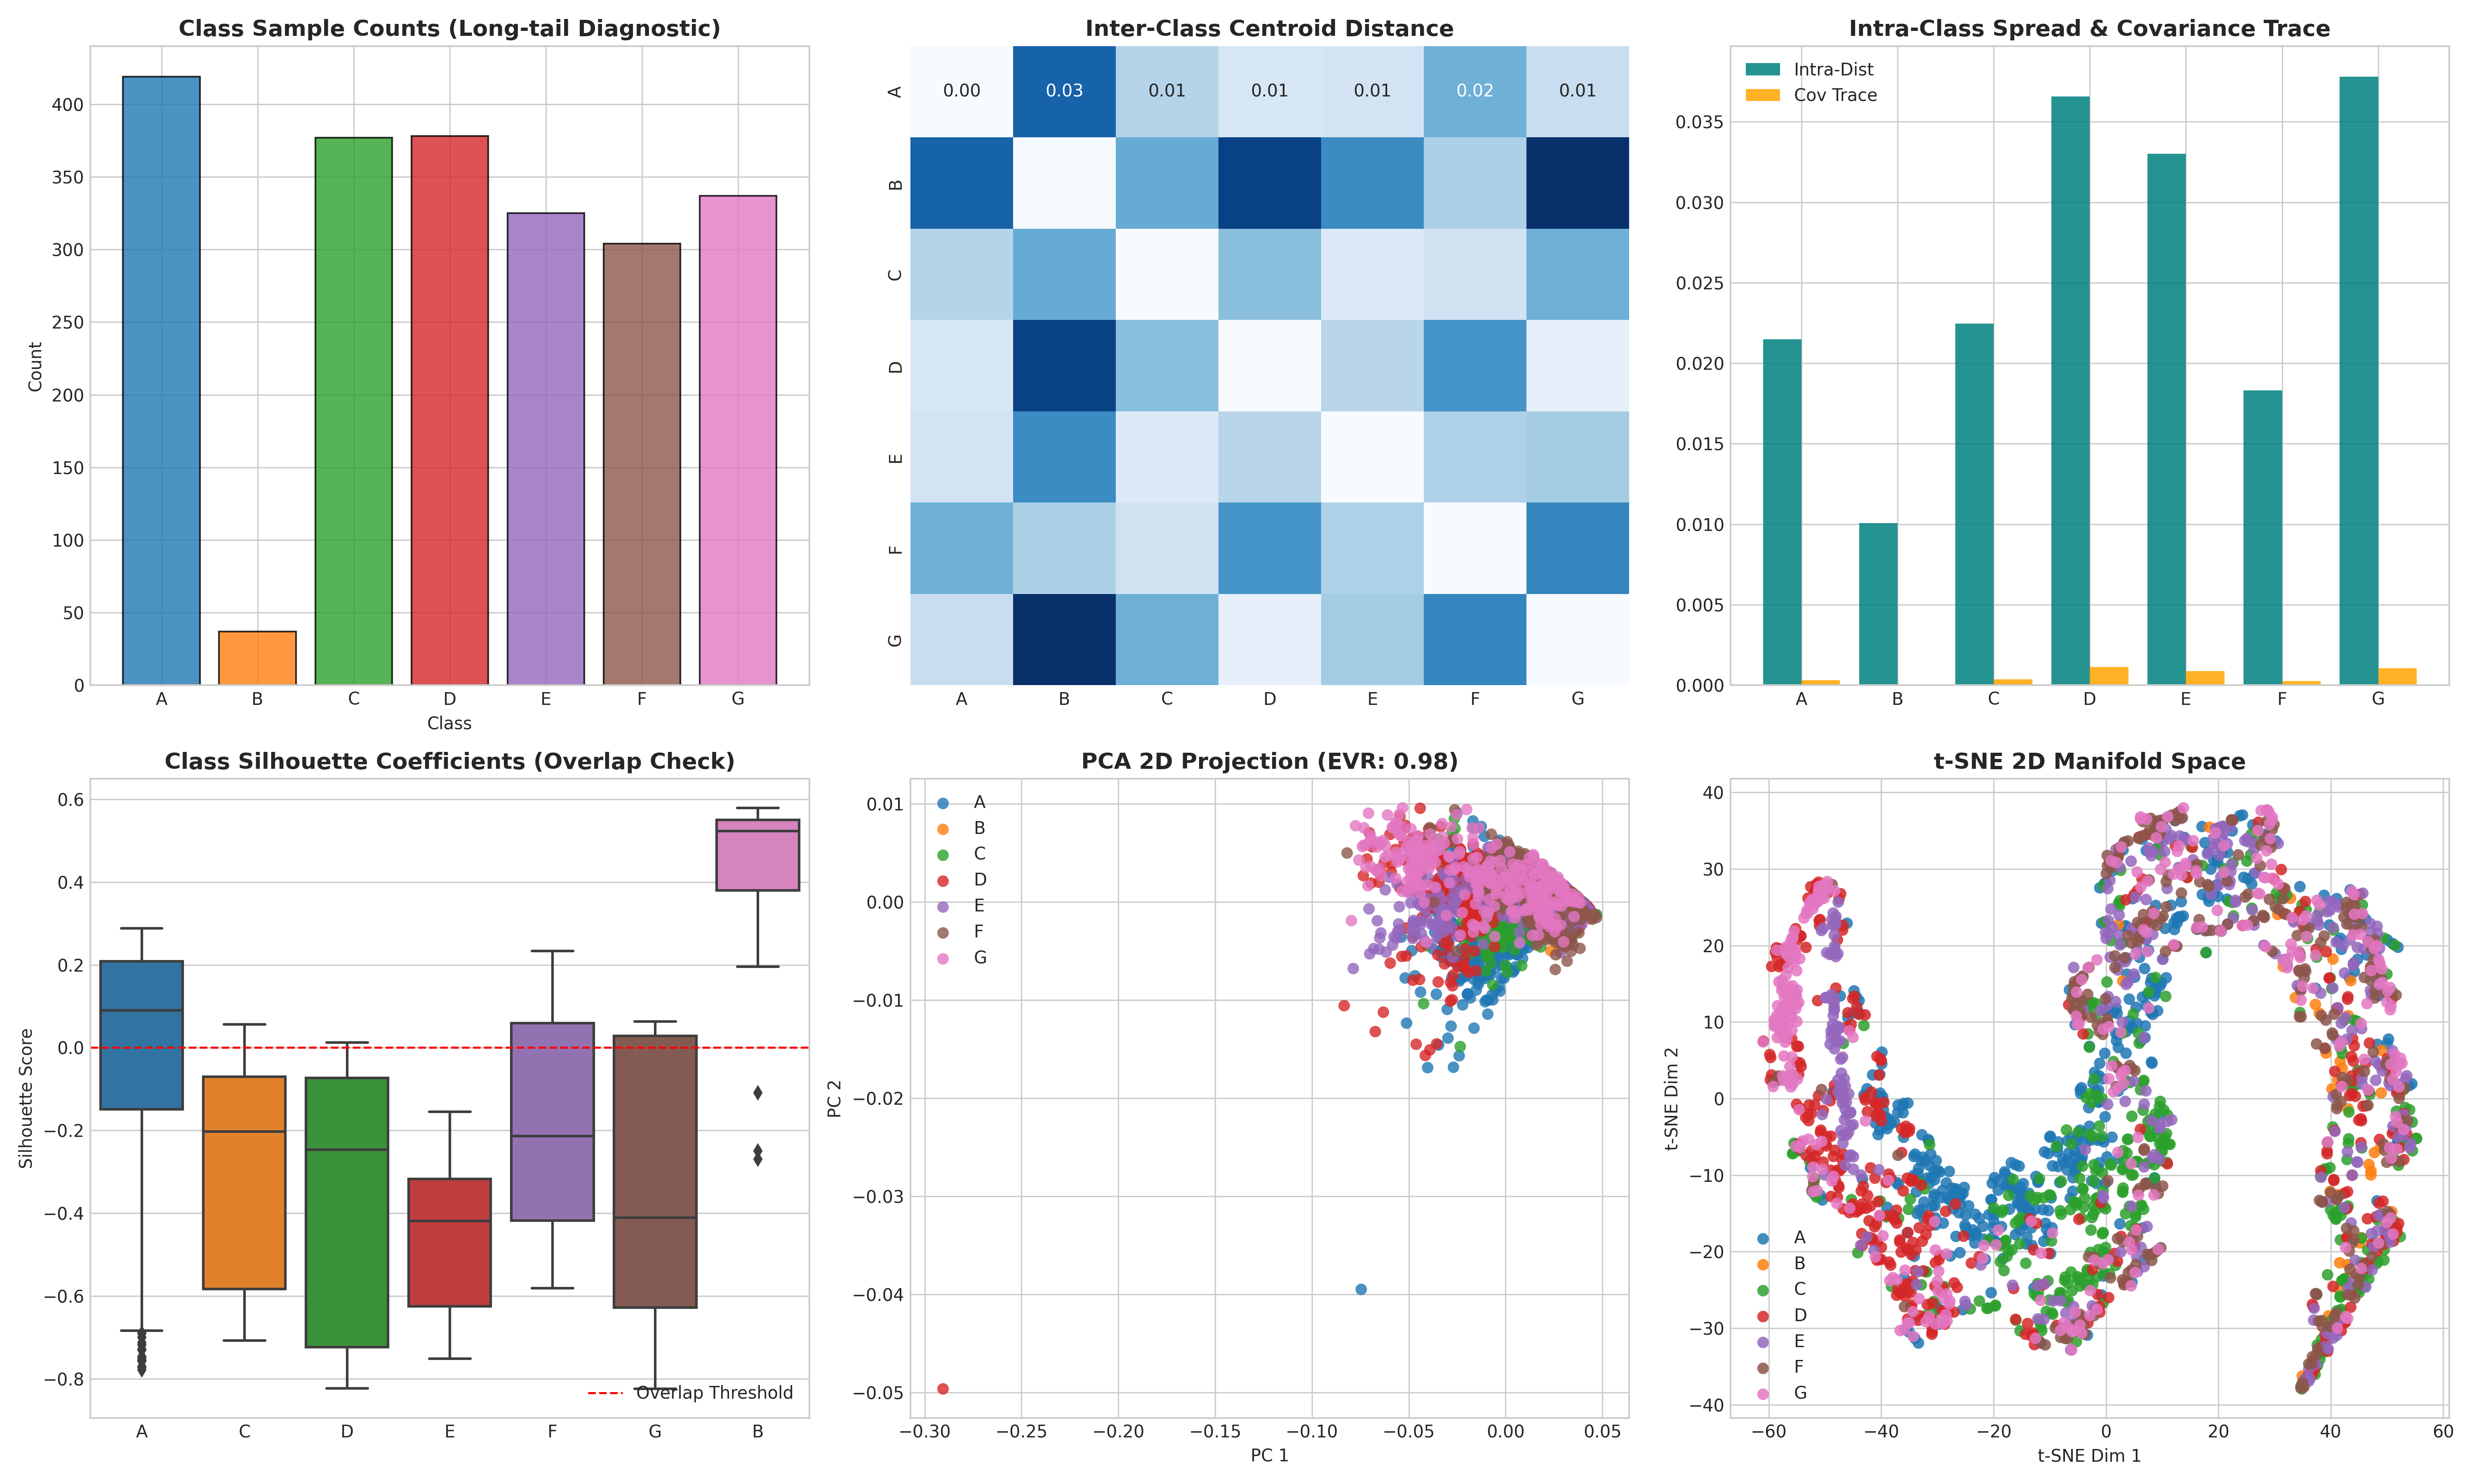 Class Sample Counts (Long-tail Diagnostic)
400
350
300
250
200
150
100
50
0
Count
A B C D E F G
Class
Inter-Class Centroid Distance
A
0.00 0.03 0.01 0.01 0.01 0.02 0.01
B
C
D
E
F
G
A B C D E F G
Intra-Class Spread & Covariance Trace
Intra-Dist
Cov Trace
0.035
0.030
0.025
0.020
0.015
0.010
0.005
0.000
A B C D E F G
Class Silhouette Coefficients (Overlap Check)
0.6
0.4
0.2
0.0
−0.2
−0.4
−0.6
−0.8
Silhouette Score
Overlap Threshold
A C D E F G B
PCA 2D Projection (EVR: 0.98)
A
B
C
D
E
F
G
0.01
0.00
−0.01
−0.02
−0.03
−0.04
−0.05
PC 2
−0.30 −0.25 −0.20 −0.15 −0.10 −0.05 0.00 0.05
PC 1
t-SNE 2D Manifold Space
40
30
20
10
0
−10
−20
−30
−40
t-SNE Dim 2
A
B
C
D
E
F
G
−60 −40 −20 0 20 40 60
t-SNE Dim 1